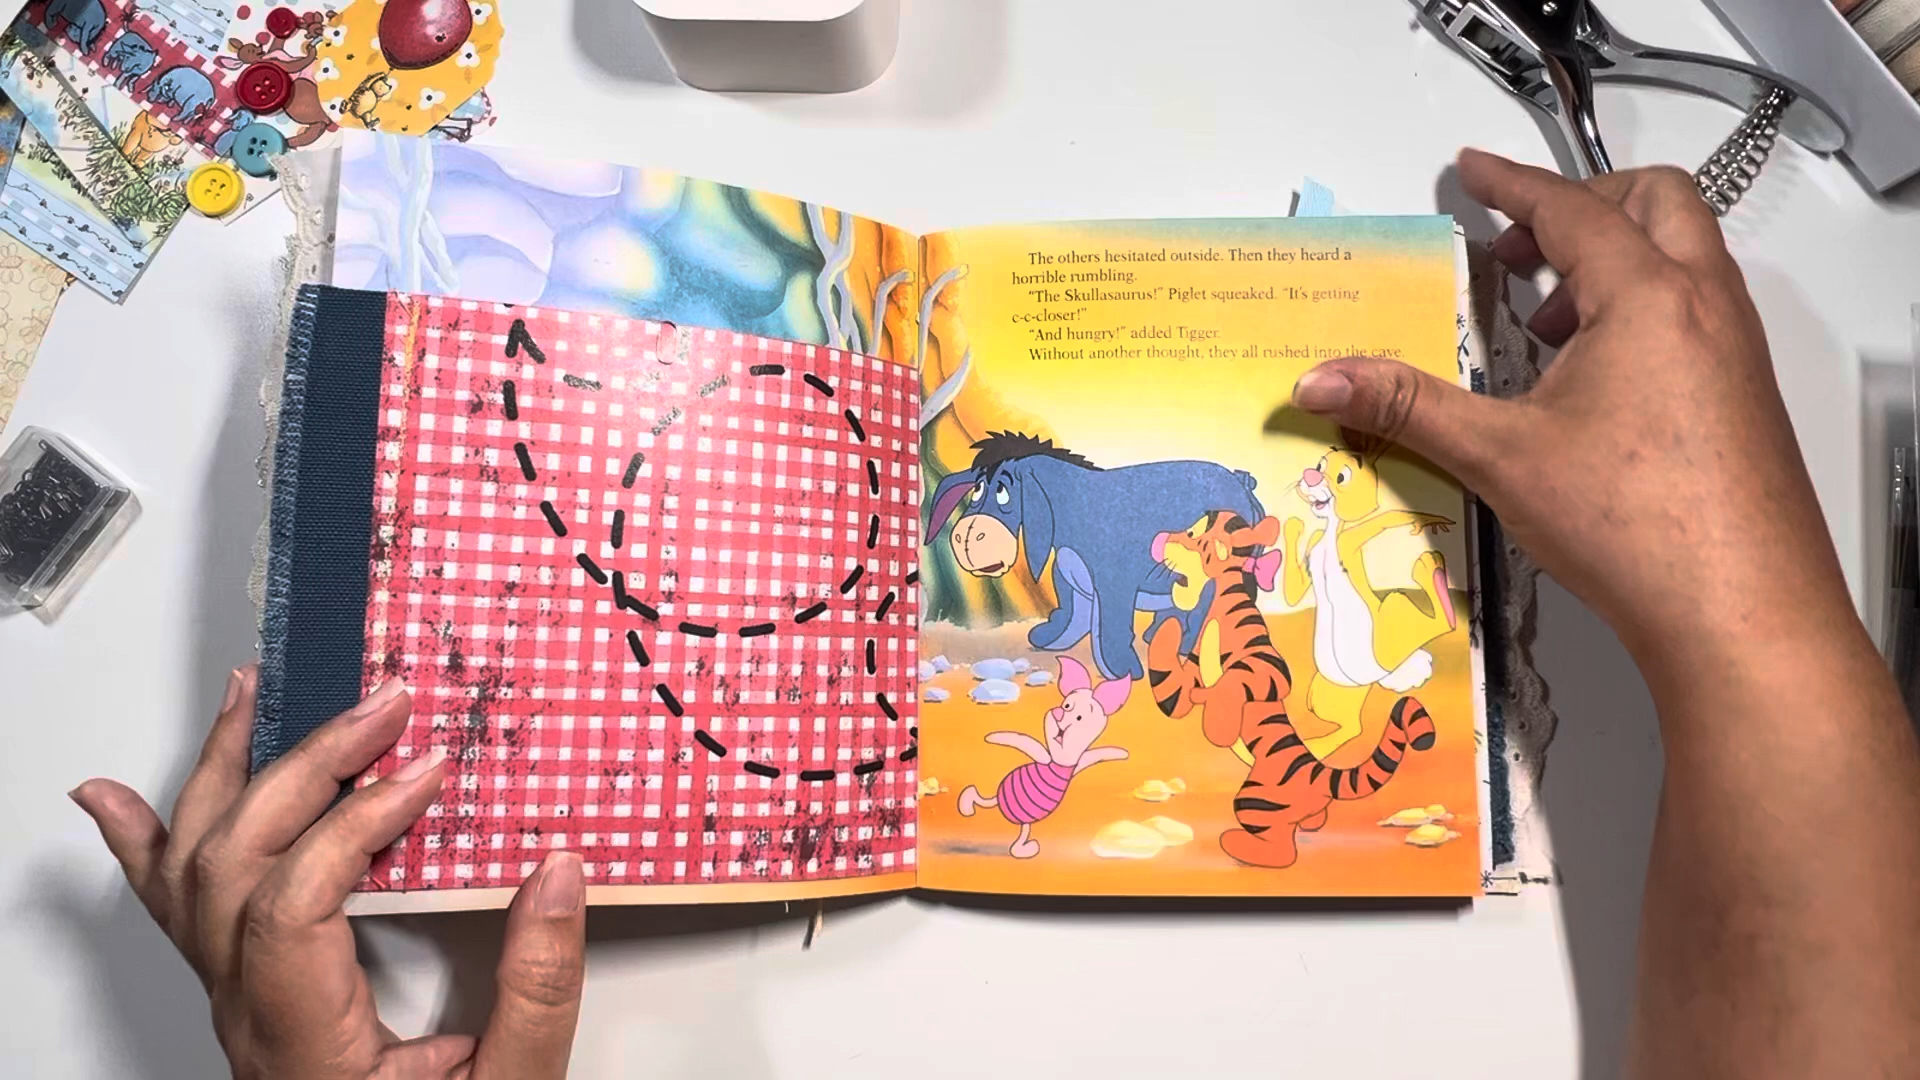 The others hesitated outside. Then they heard a
horrible rumbling.
“The Skullasaurus!” Piglet squeaked. “It’s getting
c-c-closer!”
“And hungry!” added Tigger.
Without another thought, they all rushed into the cave.